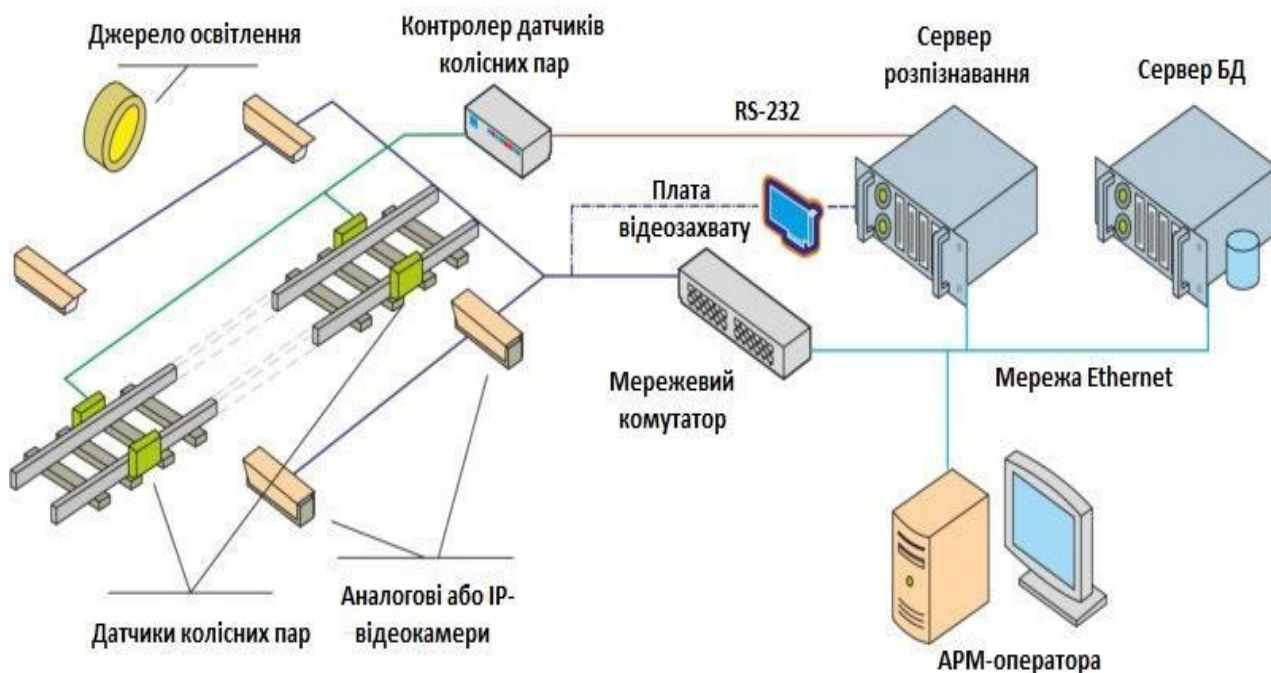 Джерело освітлення
Контролер датчиків
колісних пар
Сервер
розпізнавання
Сервер БД
RS-232
Плата
відеозахвату
Мережевий
комутатор
Мережа Ethernet
Датчики колісних пар
Аналогові або IP-
відеокамери
АРМ-оператора